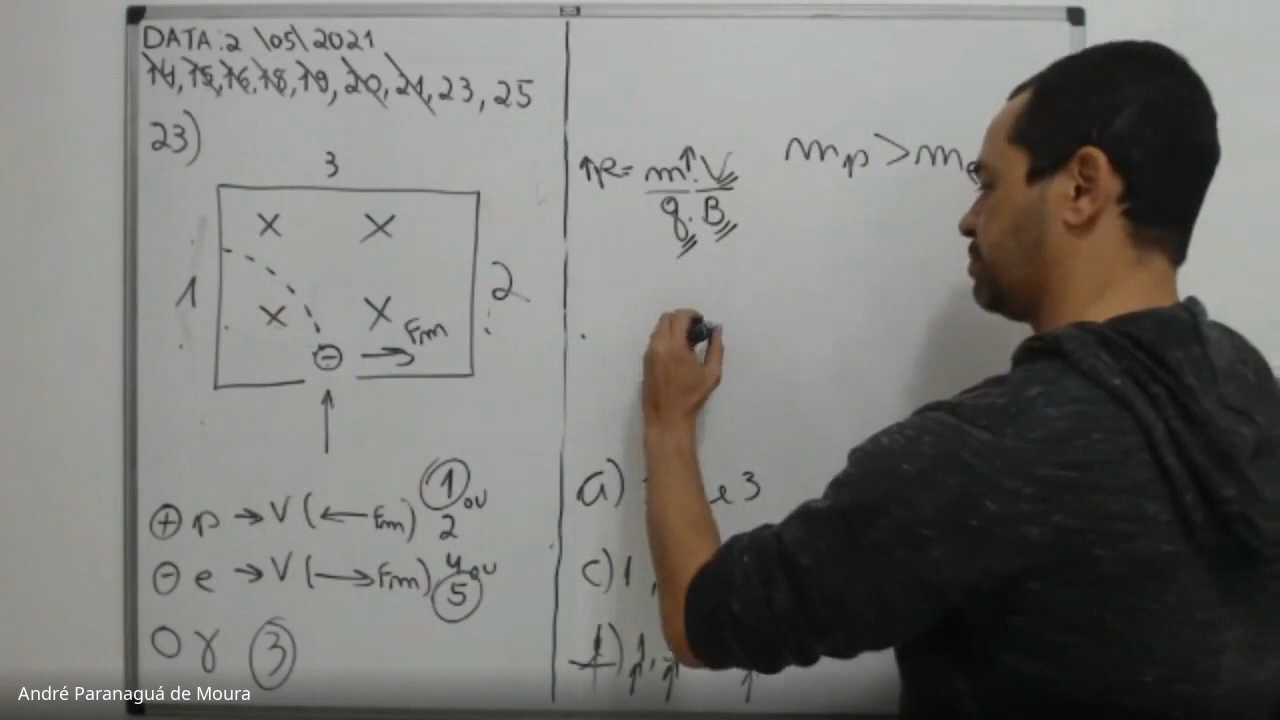 DATA: 2 \05\ 2021
14, 15, 16, 18, 19, 20, 21, 23, 25
23)
3
1
2
X X
X X
Fm
⊖ →
⊕ p → V (← Fm) 1 ou 2
⊖ e → V (→ Fm) 4 ou 5
O γ 3
↑R = m↑.V
q.B
mp > me
a) e 3
c) 1,
André Paranaguá de Moura